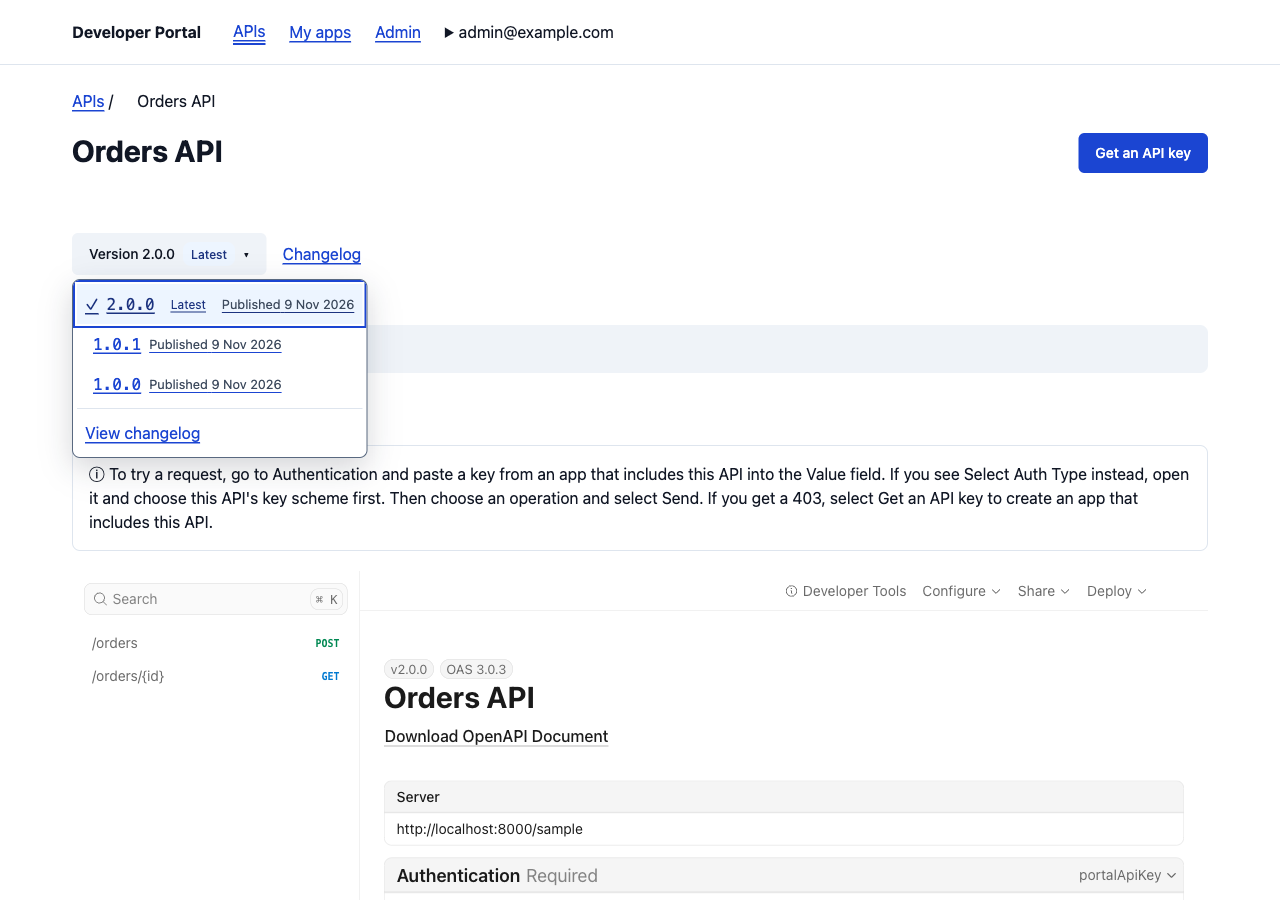 Developer Portal APIs My apps Admin ▶ admin@example.com
APIs / Orders API
Orders API
Get an API key
Version 2.0.0 Latest ▾ Changelog
✓ 2.0.0 Latest Published 9 Nov 2026
1.0.1 Published 9 Nov 2026
1.0.0 Published 9 Nov 2026
View changelog
ⓘ To try a request, go to Authentication and paste a key from an app that includes this API into the Value field. If you see Select Auth Type instead, open
it and choose this API's key scheme first. Then choose an operation and select Send. If you get a 403, select Get an API key to create an app that
includes this API.
Search ⌘ K
Developer Tools Configure Share Deploy
/orders POST
/orders/{id} GET
v2.0.0 OAS 3.0.3
Orders API
Download OpenAPI Document
Server
http://localhost:8000/sample
Authentication Required portalApiKey